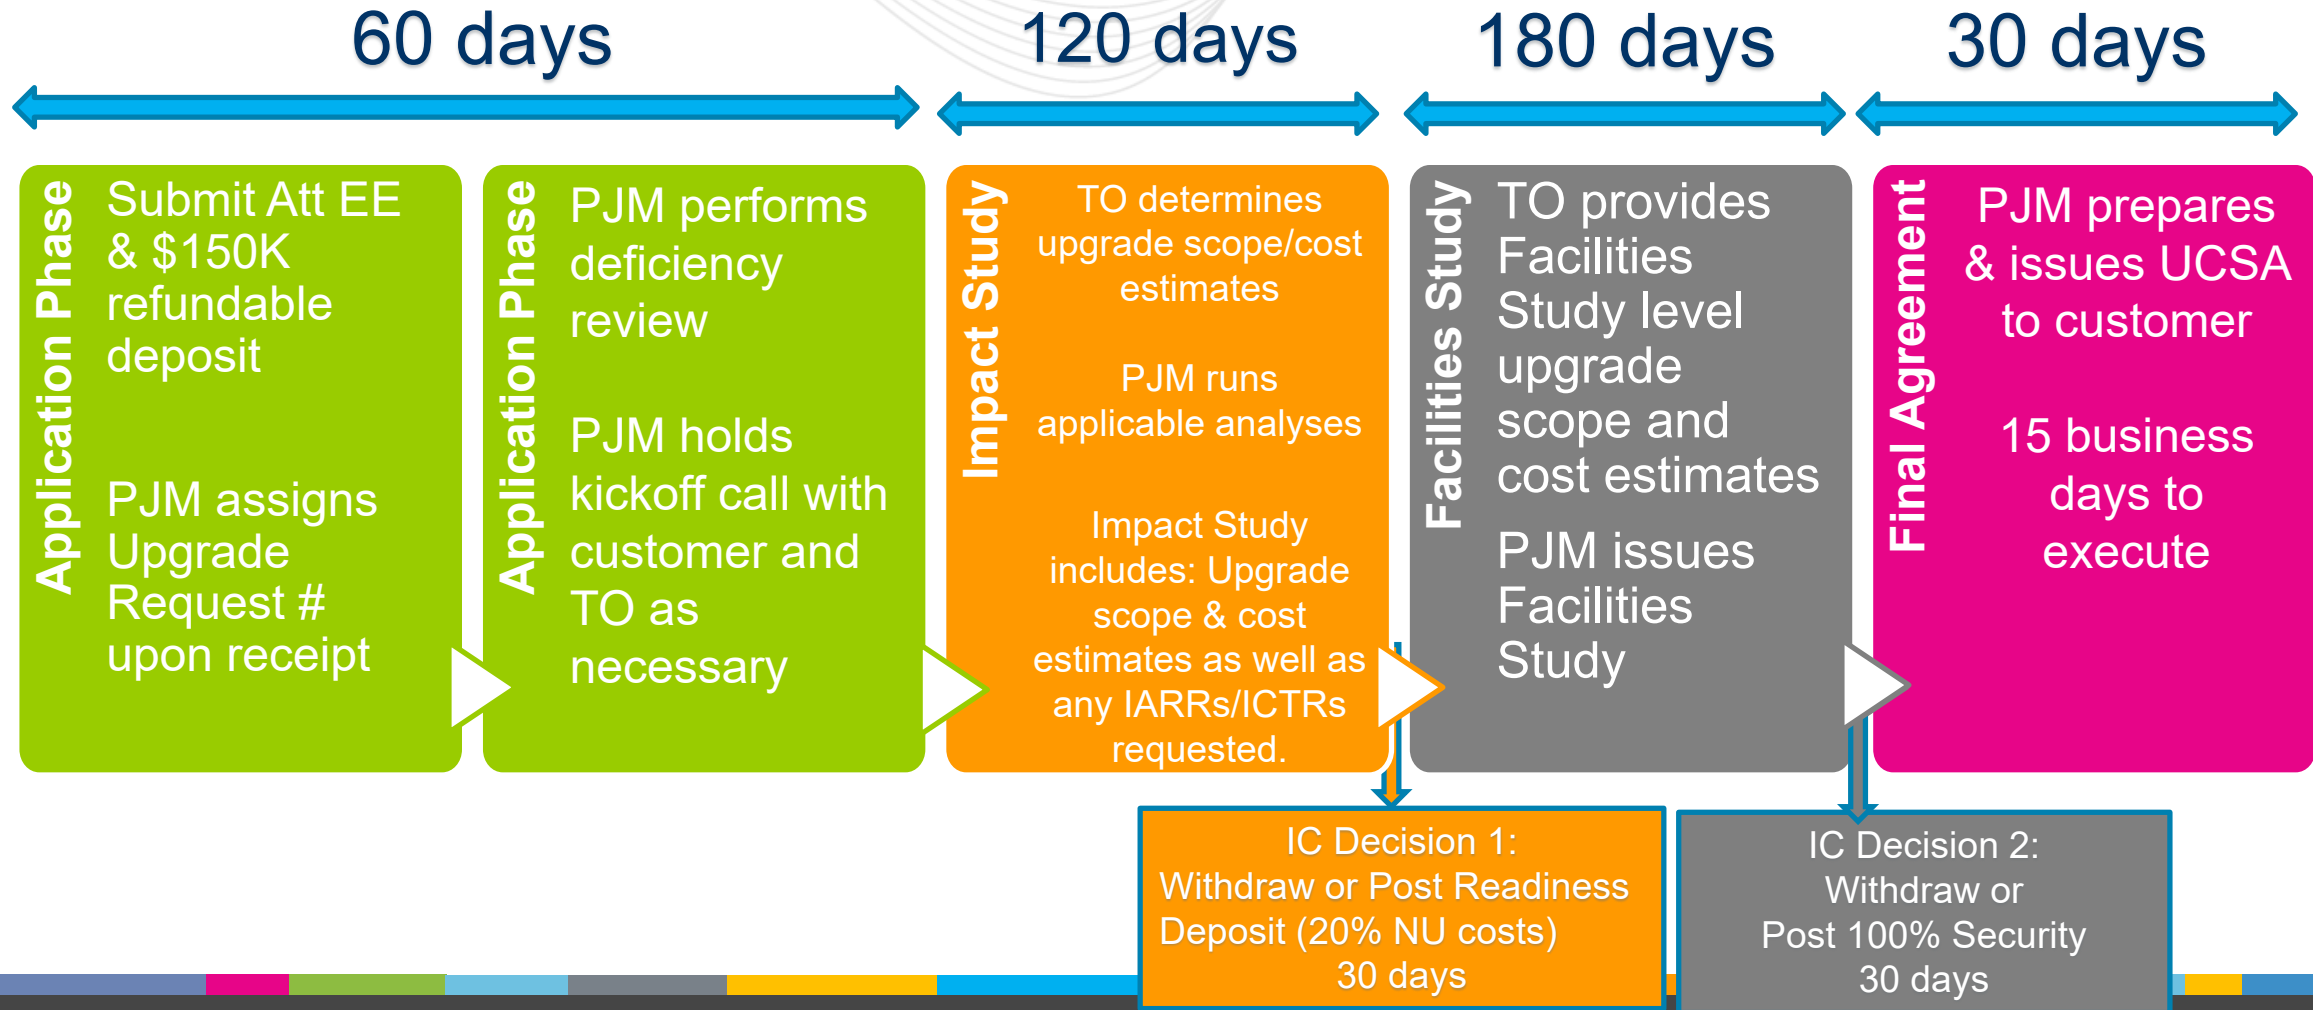 60 days
120 days
180 days
30 days
Application Phase
Submit Att EE
& $150K
refundable
deposit
PJM assigns
Upgrade
Request #
upon receipt
Application Phase
PJM performs
deficiency
review
PJM holds
kickoff call with
customer and
TO as
necessary
Impact Study
TO determines
upgrade scope/cost
estimates
PJM runs
applicable analyses
Impact Study
includes: Upgrade
scope & cost
estimates as well as
any IARRs/ICTRs
requested.
Facilities Study
TO provides
Facilities
Study level
upgrade
scope and
cost estimates
PJM issues
Facilities
Study
Final Agreement
PJM prepares
& issues UCSA
to customer
15 business
days to
execute
IC Decision 1:
Withdraw or Post Readiness
Deposit (20% NU costs)
30 days
IC Decision 2:
Withdraw or
Post 100% Security
30 days